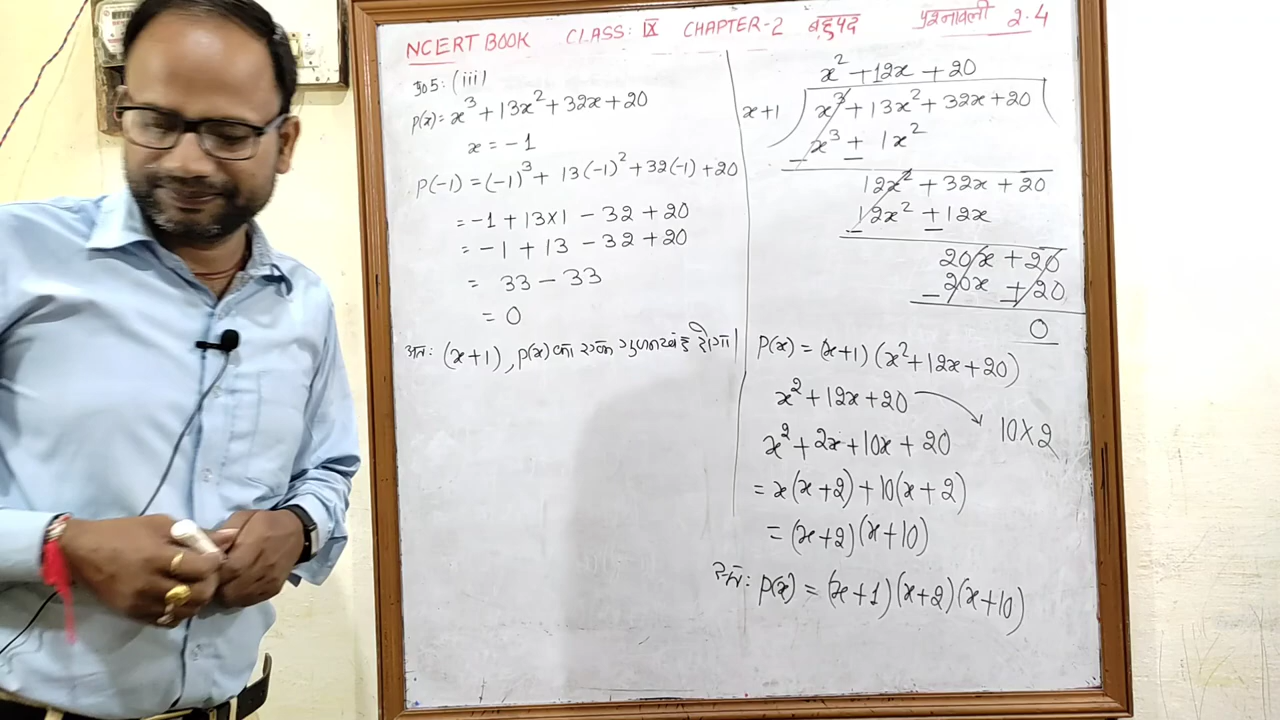 NCERT BOOK CLASS: IX CHAPTER-2 बहुपद प्रश्नावली 2.4
प्र०5: (iii)
p(x) = x³ + 13x² + 32x + 20
x = -1
p(-1) = (-1)³ + 13(-1)² + 32(-1) + 20
= -1 + 13×1 - 32 + 20
= -1 + 13 - 32 + 20
= 33 - 33
= 0
अतः (x+1), p(x) का एक गुणनखंड होगा।
x² + 12x + 20
x+1 ) x³ + 13x² + 32x + 20
x³ + 1x²
12x² + 32x + 20
12x² + 12x
20x + 20
20x + 20
0
p(x) = (x+1)(x²+12x+20)
x² + 12x + 20 → 10×2
x² + 2x + 10x + 20
= x(x+2) + 10(x+2)
= (x+2)(x+10)
p(x) = (x+1)(x+2)(x+10)